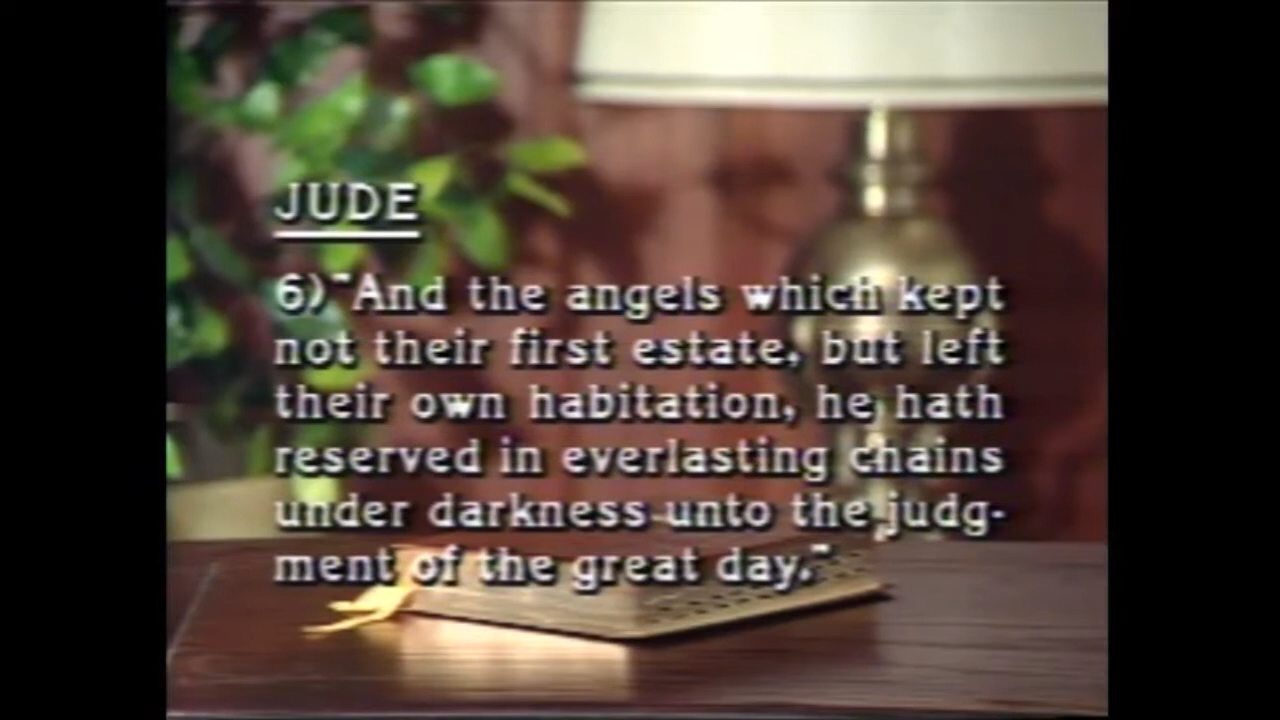 JUDE
6)"And the angels which kept
not their first estate, but left
their own habitation, he hath
reserved in everlasting chains
under darkness unto the judg-
ment of the great day."